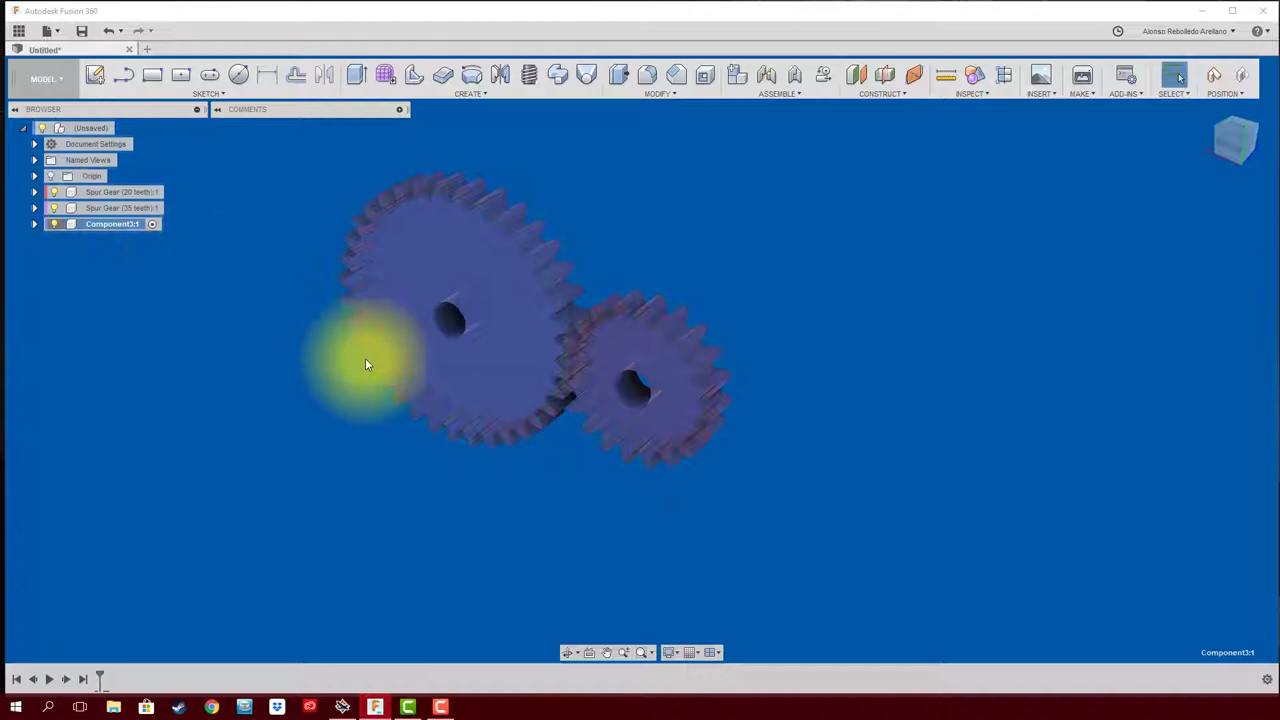 Autodesk Fusion 360
Alonso Rebolledo Arellano
Untitled*
MODEL
SKETCH
CREATE
MODIFY
ASSEMBLE
CONSTRUCT
INSPECT
INSERT
MAKE
ADD-INS
SELECT
POSITION
BROWSER
COMMENTS
(Unsaved)
Document Settings
Named Views
Origin
Spur Gear (20 teeth):1
Spur Gear (35 teeth):1
Component3:1
Component3:1